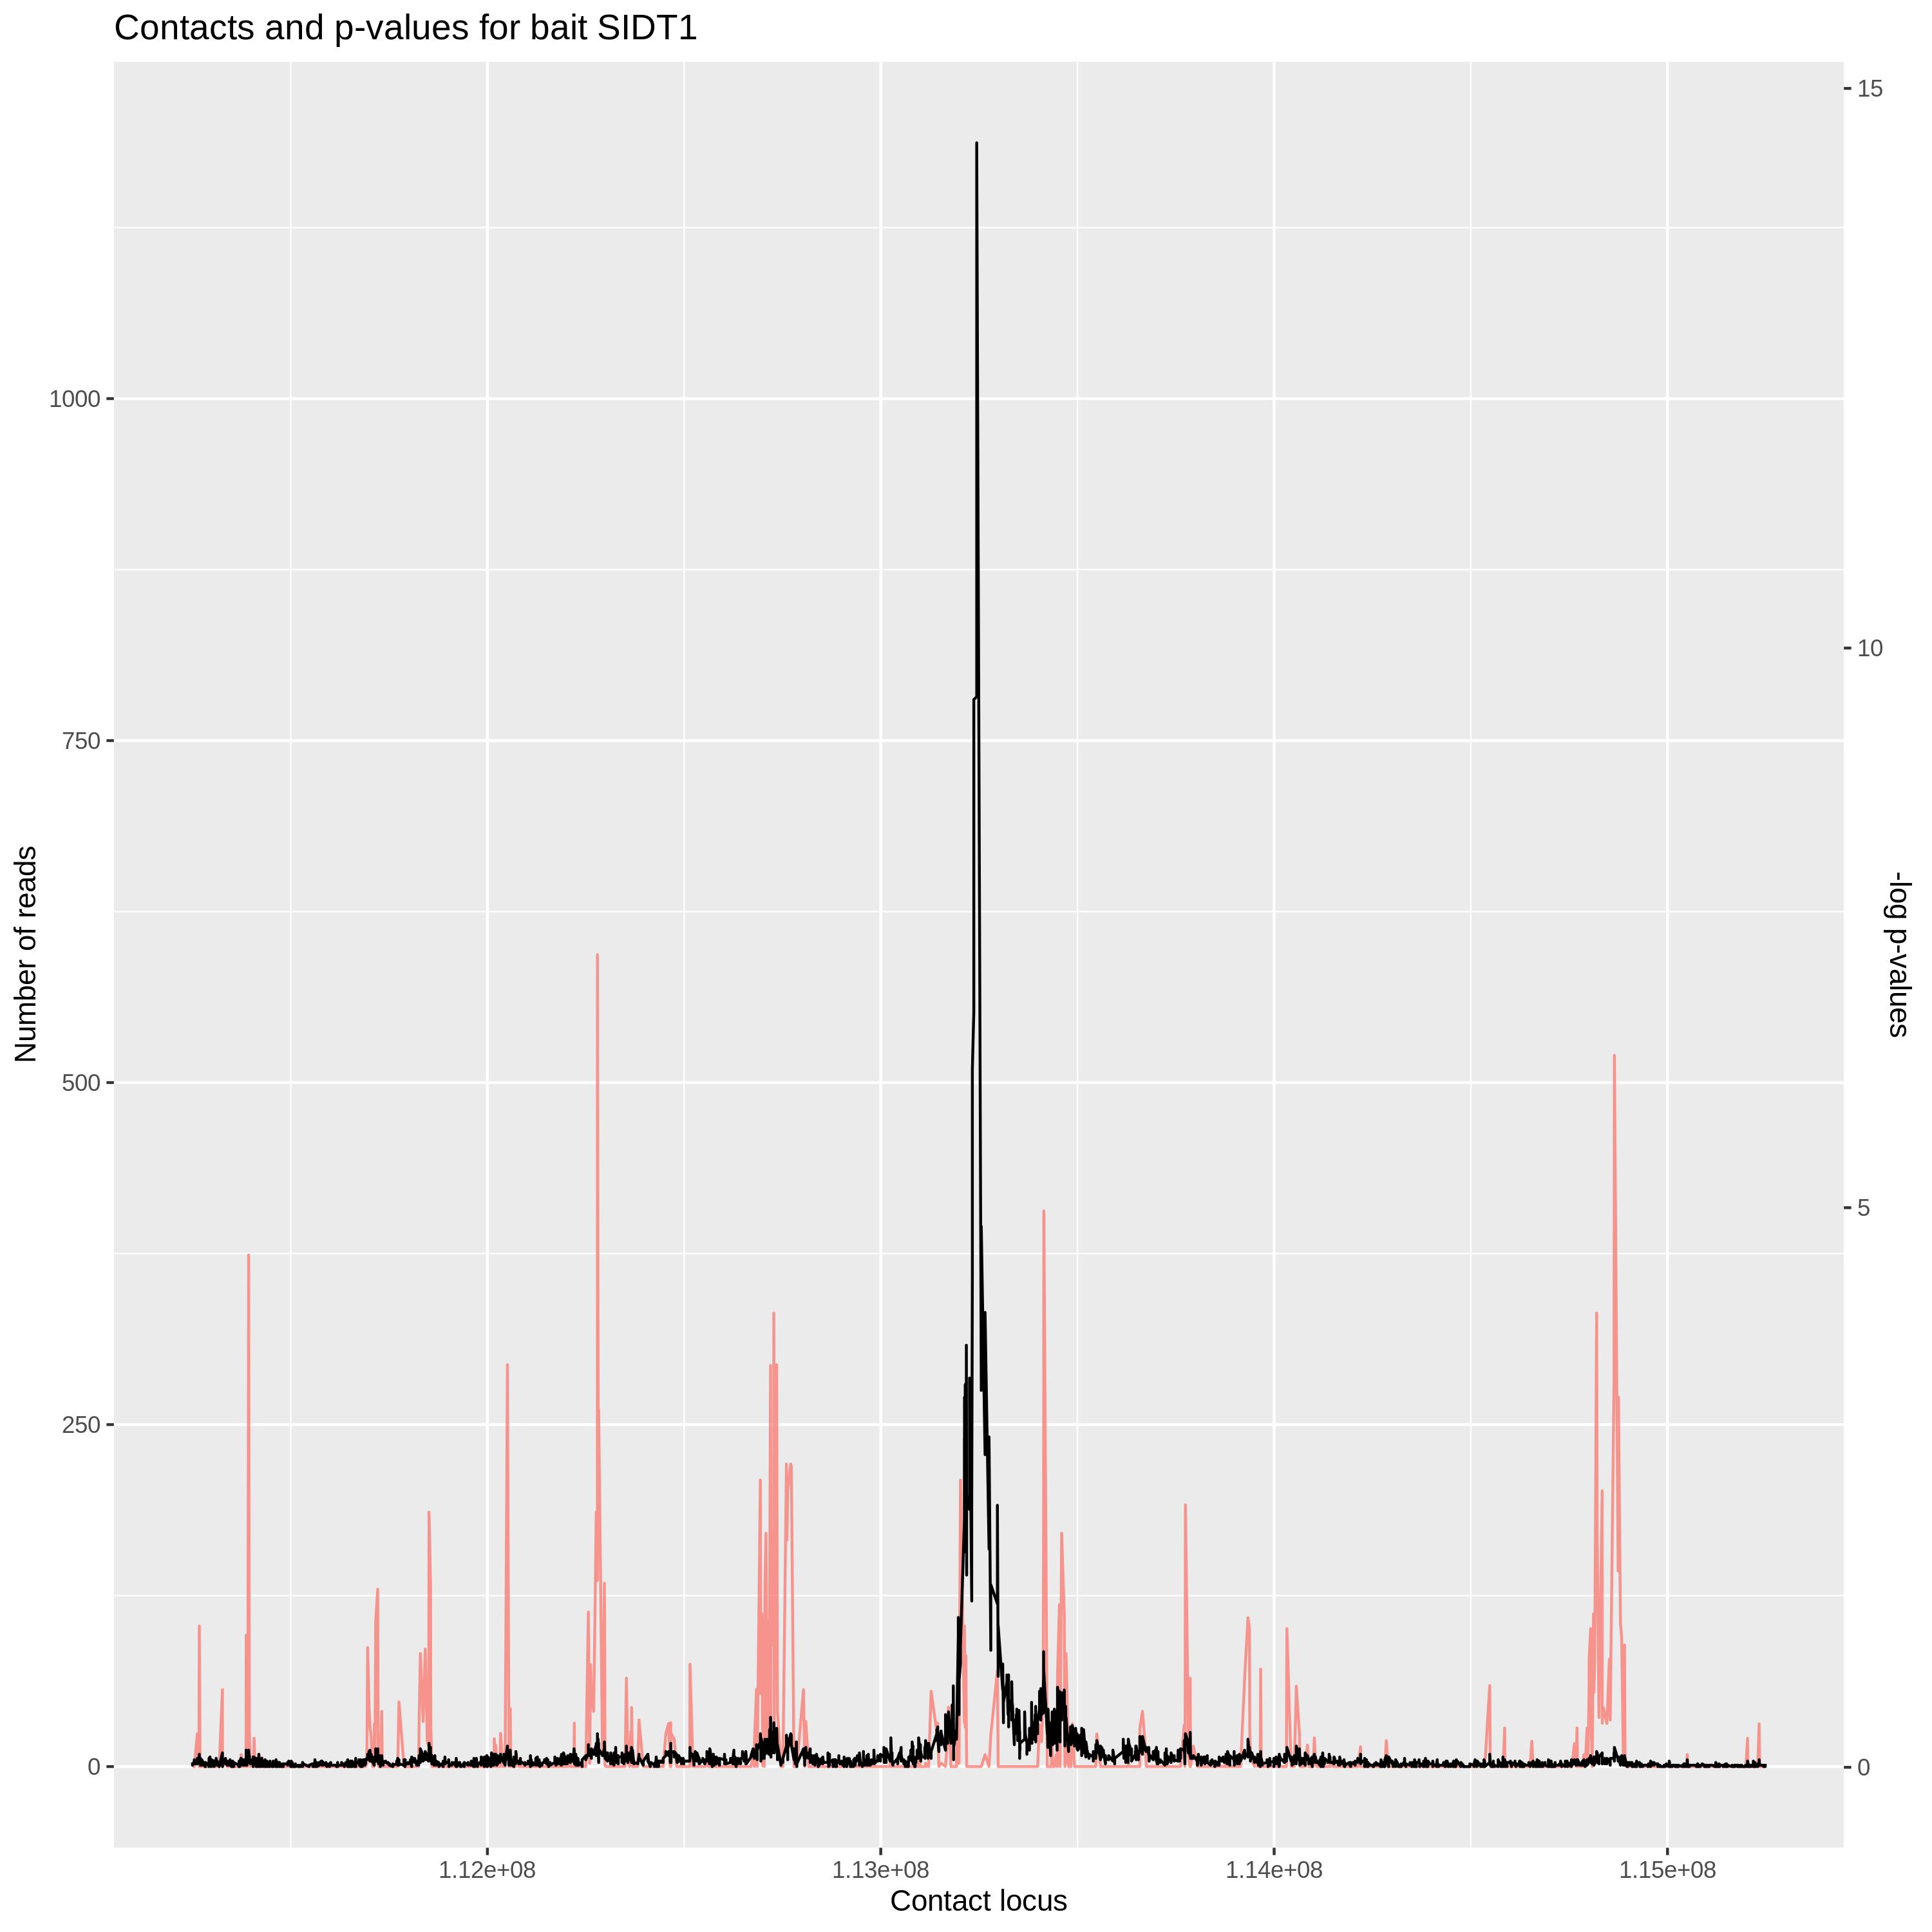 Contacts and p-values for bait SIDT1
15
10
5
0
1000
750
500
250
0
Number of reads
-log p-values
1.12e+08 1.13e+08 1.14e+08 1.15e+08
Contact locus